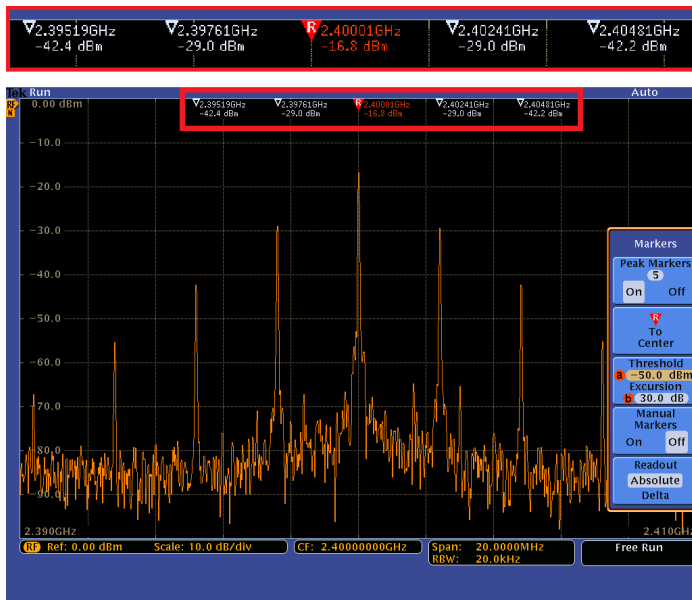 2.39519GHz 2.39761GHz R 2.40001GHz 2.40241GHz 2.40481GHz
-42.4 dBm -29.0 dBm -16.8 dBm -29.0 dBm -42.2 dBm
Tek Run Auto
RF 0.00 dBm 2.39519GHz 2.39761GHz R 2.40001GHz 2.40241GHz 2.40481GHz
N -42.4 dBm -29.0 dBm -16.8 dBm -29.0 dBm -42.2 dBm
-10.0
-20.0
-30.0
-40.0
-50.0
-60.0
-70.0
-80.0
-90.0
Markers
Peak Markers
5
On Off
R
To
Center
Threshold
a -50.0 dBm
Excursion
b 30.0 dB
Manual
Markers
On Off
Readout
Absolute
Delta
2.390GHz 2.410GHz
RF Ref: 0.00 dBm Scale: 10.0 dB/div CF: 2.40000000GHz Span: 20.0000MHz Free Run
RBW: 20.0kHz